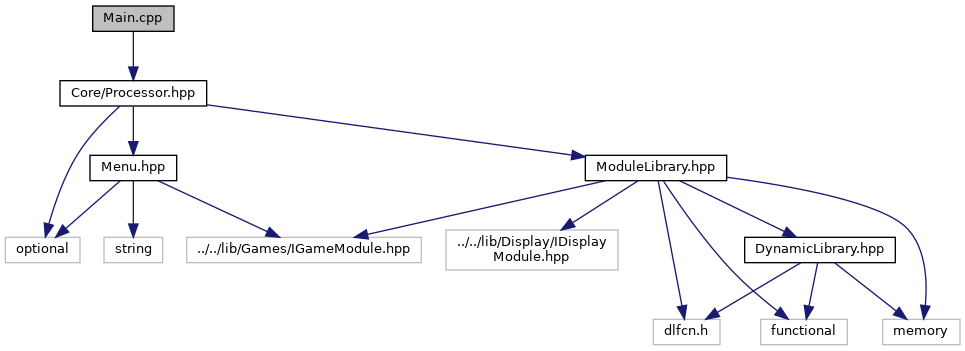 Main.cpp
Core/Processor.hpp
Menu.hpp
ModuleLibrary.hpp
optional
string
../../lib/Games/IGameModule.hpp
../../lib/Display/IDisplay
Module.hpp
DynamicLibrary.hpp
dlfcn.h
functional
memory